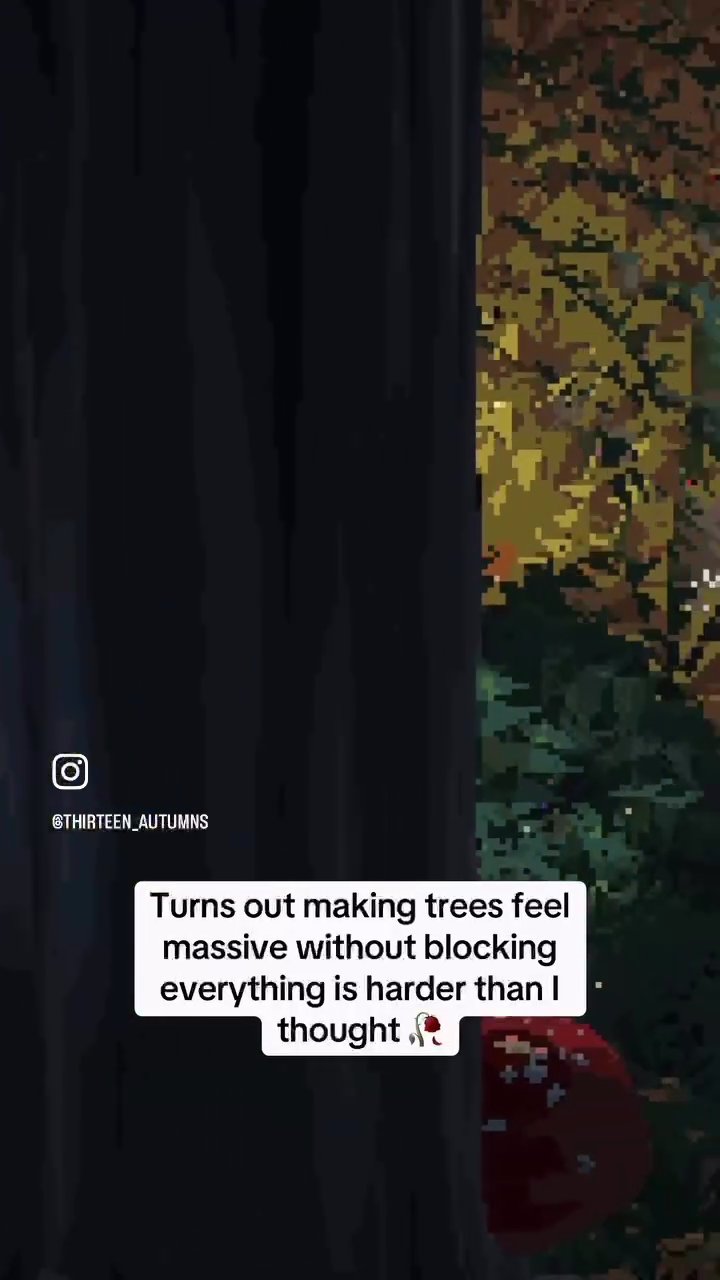 @THIRTEEN_AUTUMNS
Turns out making trees feel
massive without blocking
everything is harder than I
thought 🥀